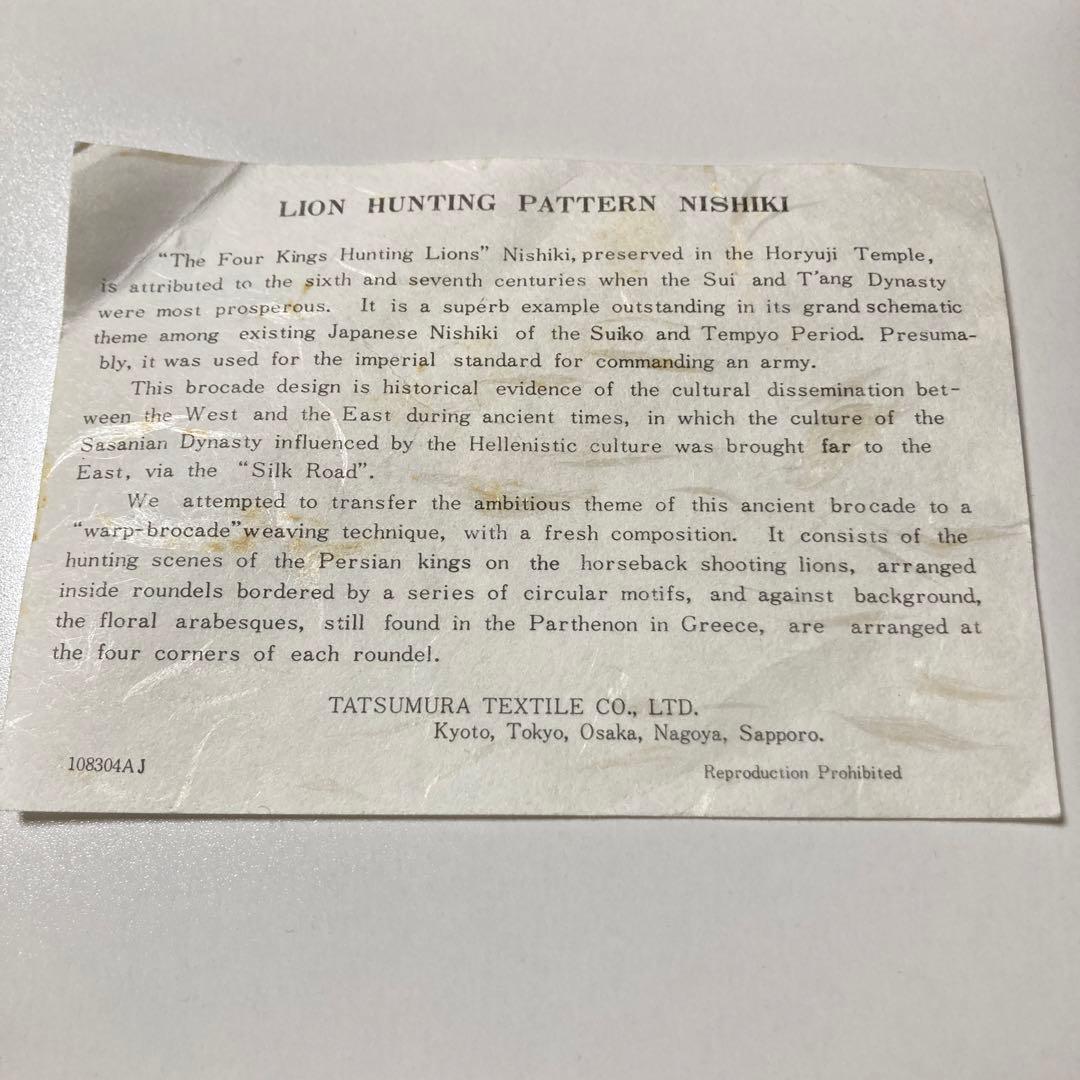 LION HUNTING PATTERN NISHIKI
"The Four Kings Hunting Lions" Nishiki, preserved in the Horyuji Temple,
is attributed to the sixth and seventh centuries when the Sui and T'ang Dynasty
were most prosperous. It is a supérb example outstanding in its grand schematic
theme among existing Japanese Nishiki of the Suiko and Tempyo Period. Presuma-
bly, it was used for the imperial standard for commanding an army.
This brocade design is historical evidence of the cultural dissemination bet-
ween the West and the East during ancient times, in which the culture of the
Sasanian Dynasty influenced by the Hellenistic culture was brought far to the
East, via the "Silk Road".
We attempted to transfer the ambitious theme of this ancient brocade to a
"warp-brocade" weaving technique, with a fresh composition. It consists of the
hunting scenes of the Persian kings on the horseback shooting lions, arranged
inside roundels bordered by a series of circular motifs, and against background,
the floral arabesques, still found in the Parthenon in Greece, are arranged at
the four corners of each roundel.
TATSUMURA TEXTILE CO., LTD.
Kyoto, Tokyo, Osaka, Nagoya, Sapporo.
108304AJ
Reproduction Prohibited